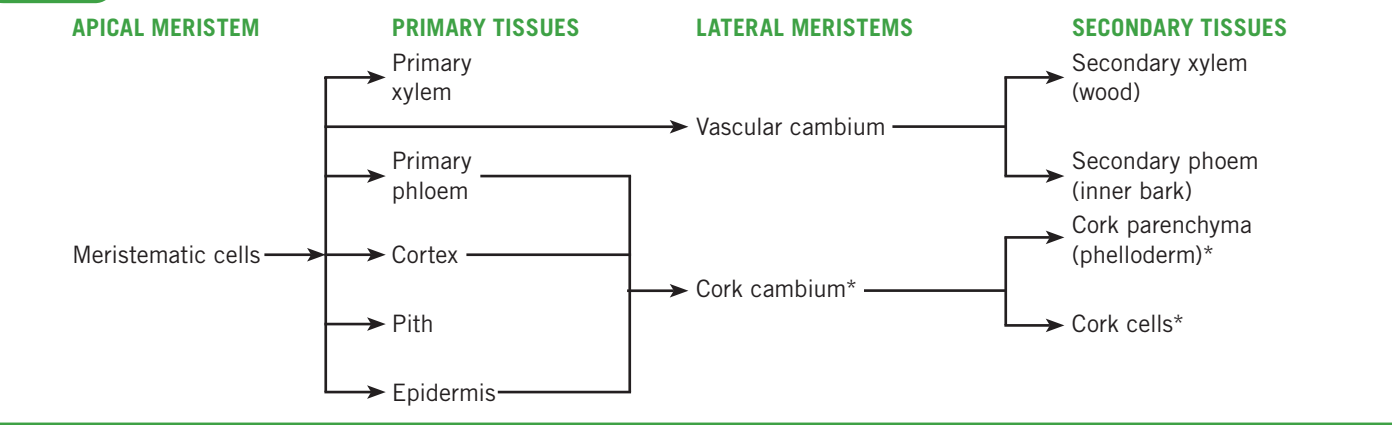 APICAL MERISTEM PRIMARY TISSUES LATERAL MERISTEMS SECONDARY TISSUES
Primary
xylem
Secondary xylem
(wood)
Vascular cambium
Primary
phloem
Secondary phoem
(inner bark)
Meristematic cells
Cortex
Cork parenchyma
(phelloderm)*
Cork cambium*
Pith
Cork cells*
Epidermis